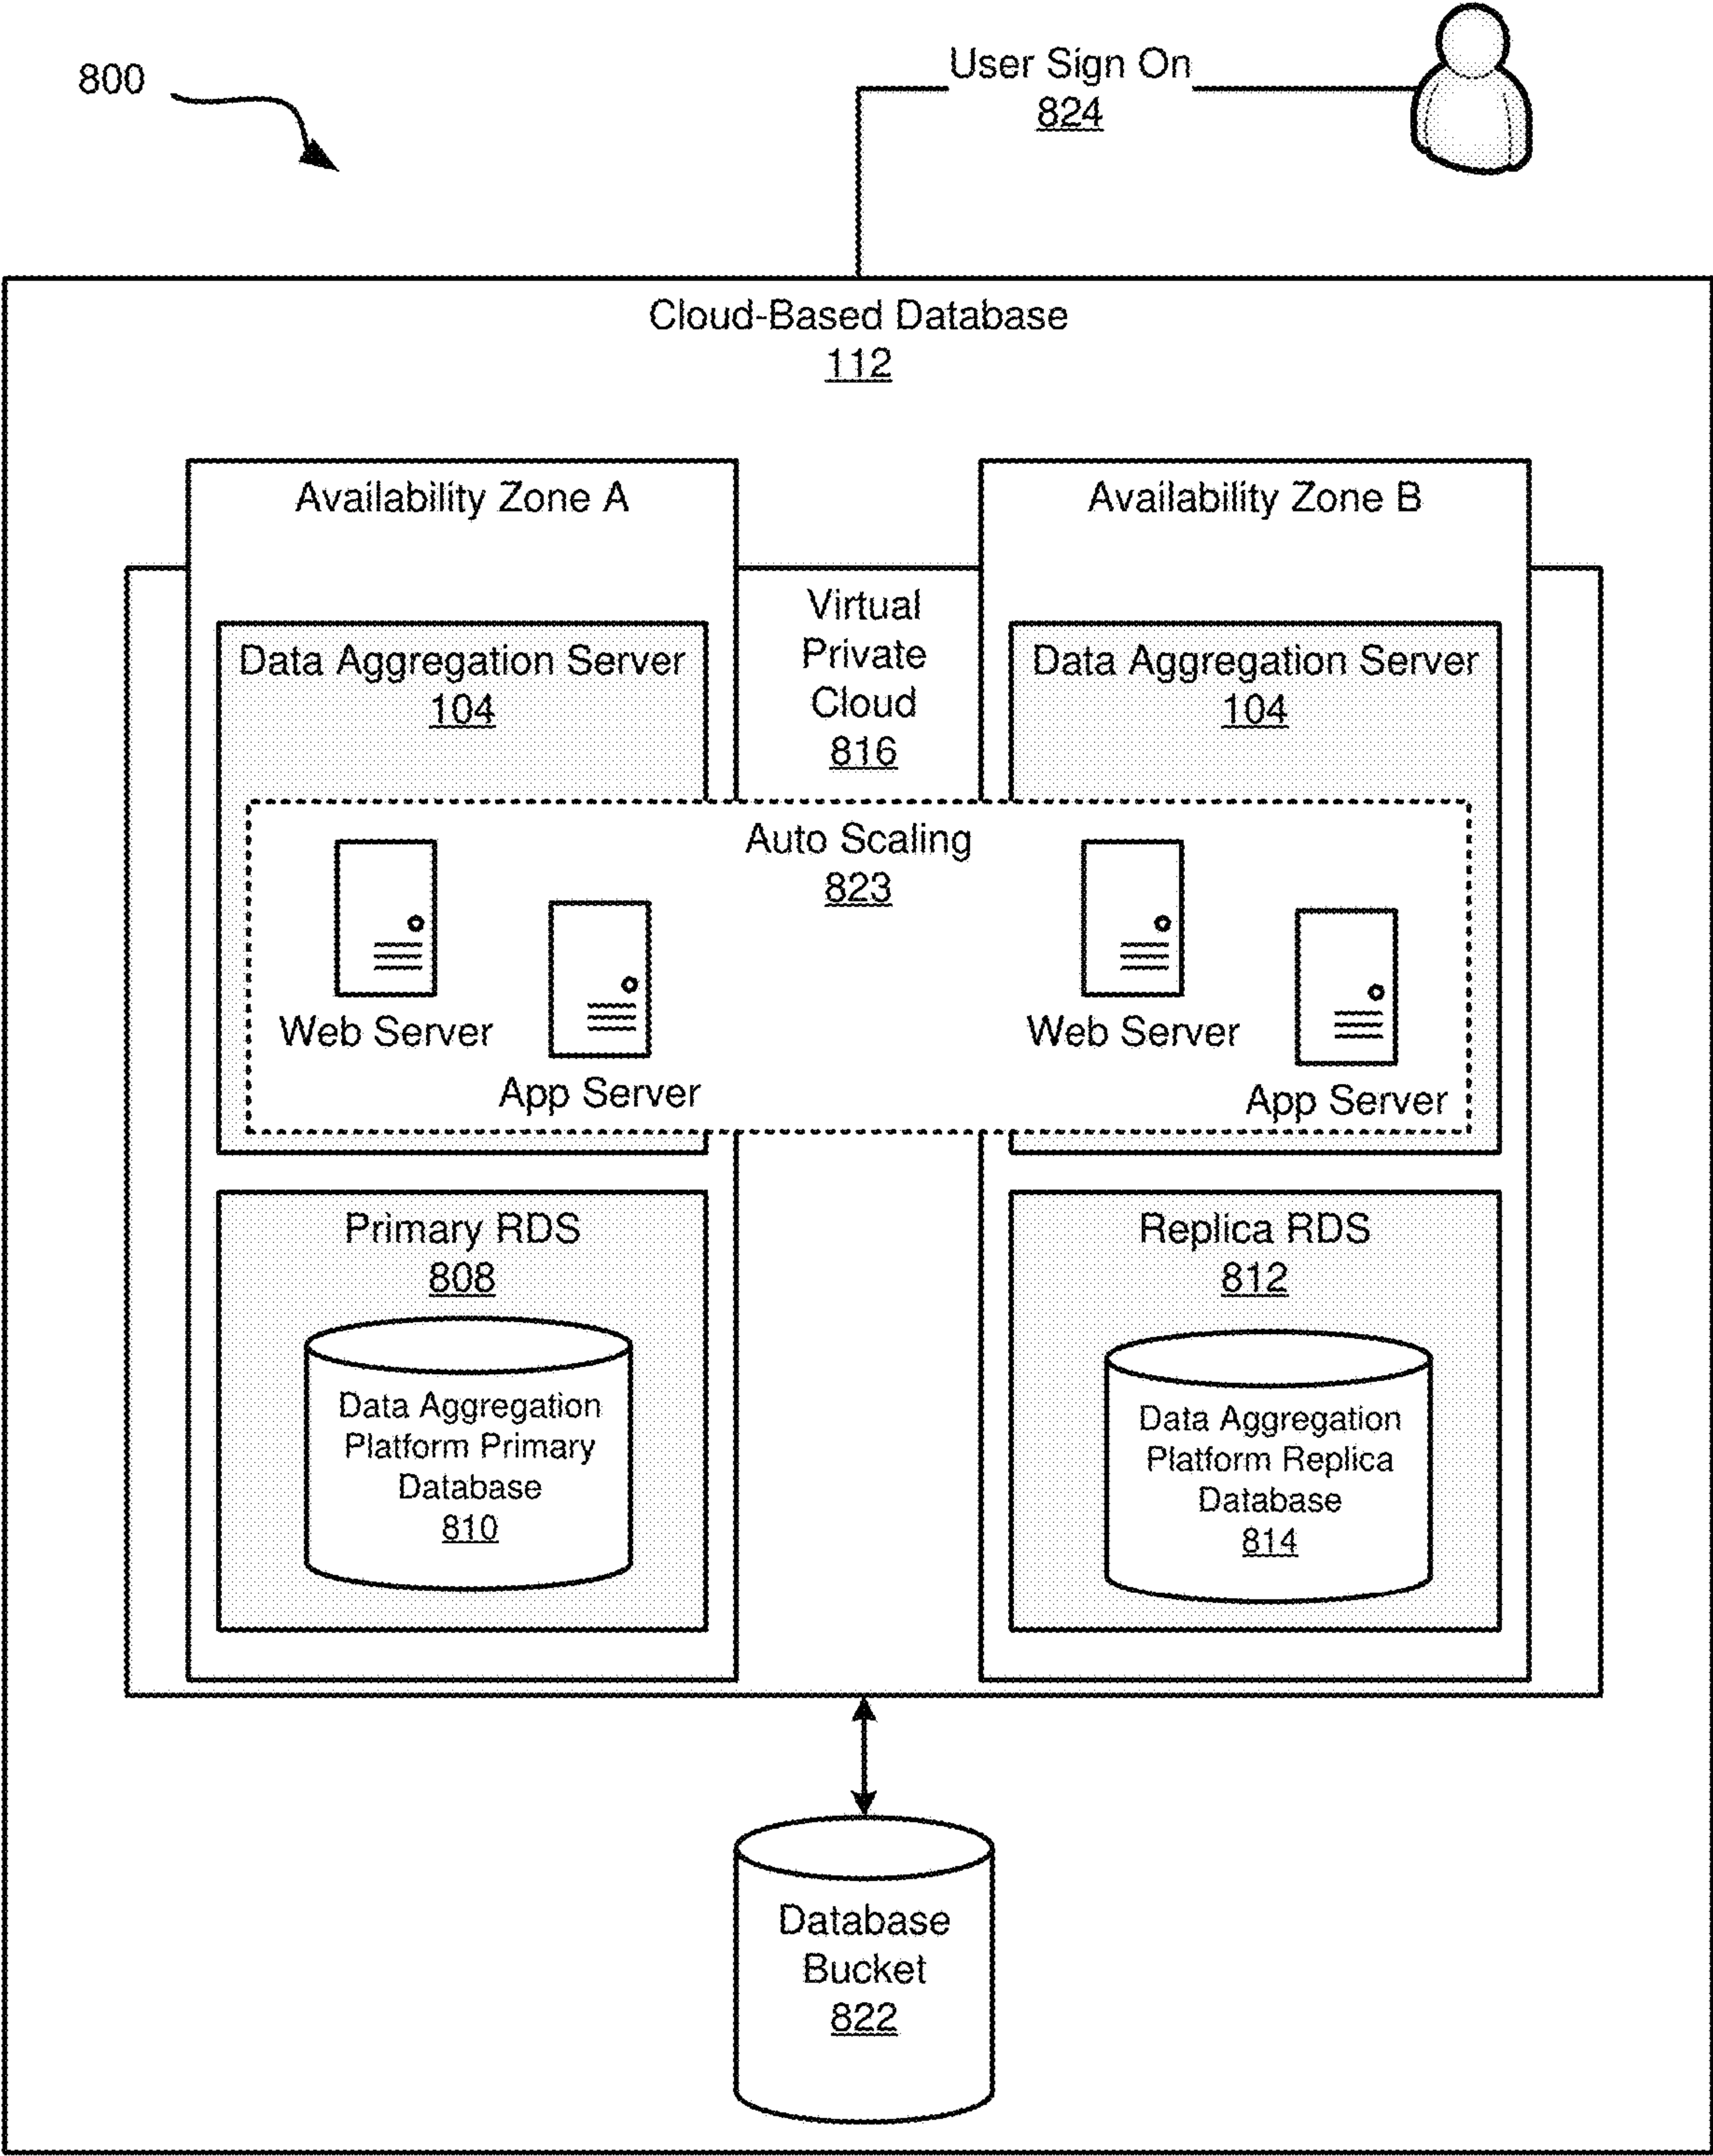 800
User Sign On
824
Cloud-Based Database
112
Availability Zone A
Availability Zone B
Virtual
Private
Cloud
816
Data Aggregation Server
104
Data Aggregation Server
104
Auto Scaling
823
Web Server
App Server
Web Server
App Server
Primary RDS
808
Data Aggregation
Platform Primary
Database
810
Replica RDS
812
Data Aggregation
Platform Replica
Database
814
Database
Bucket
822